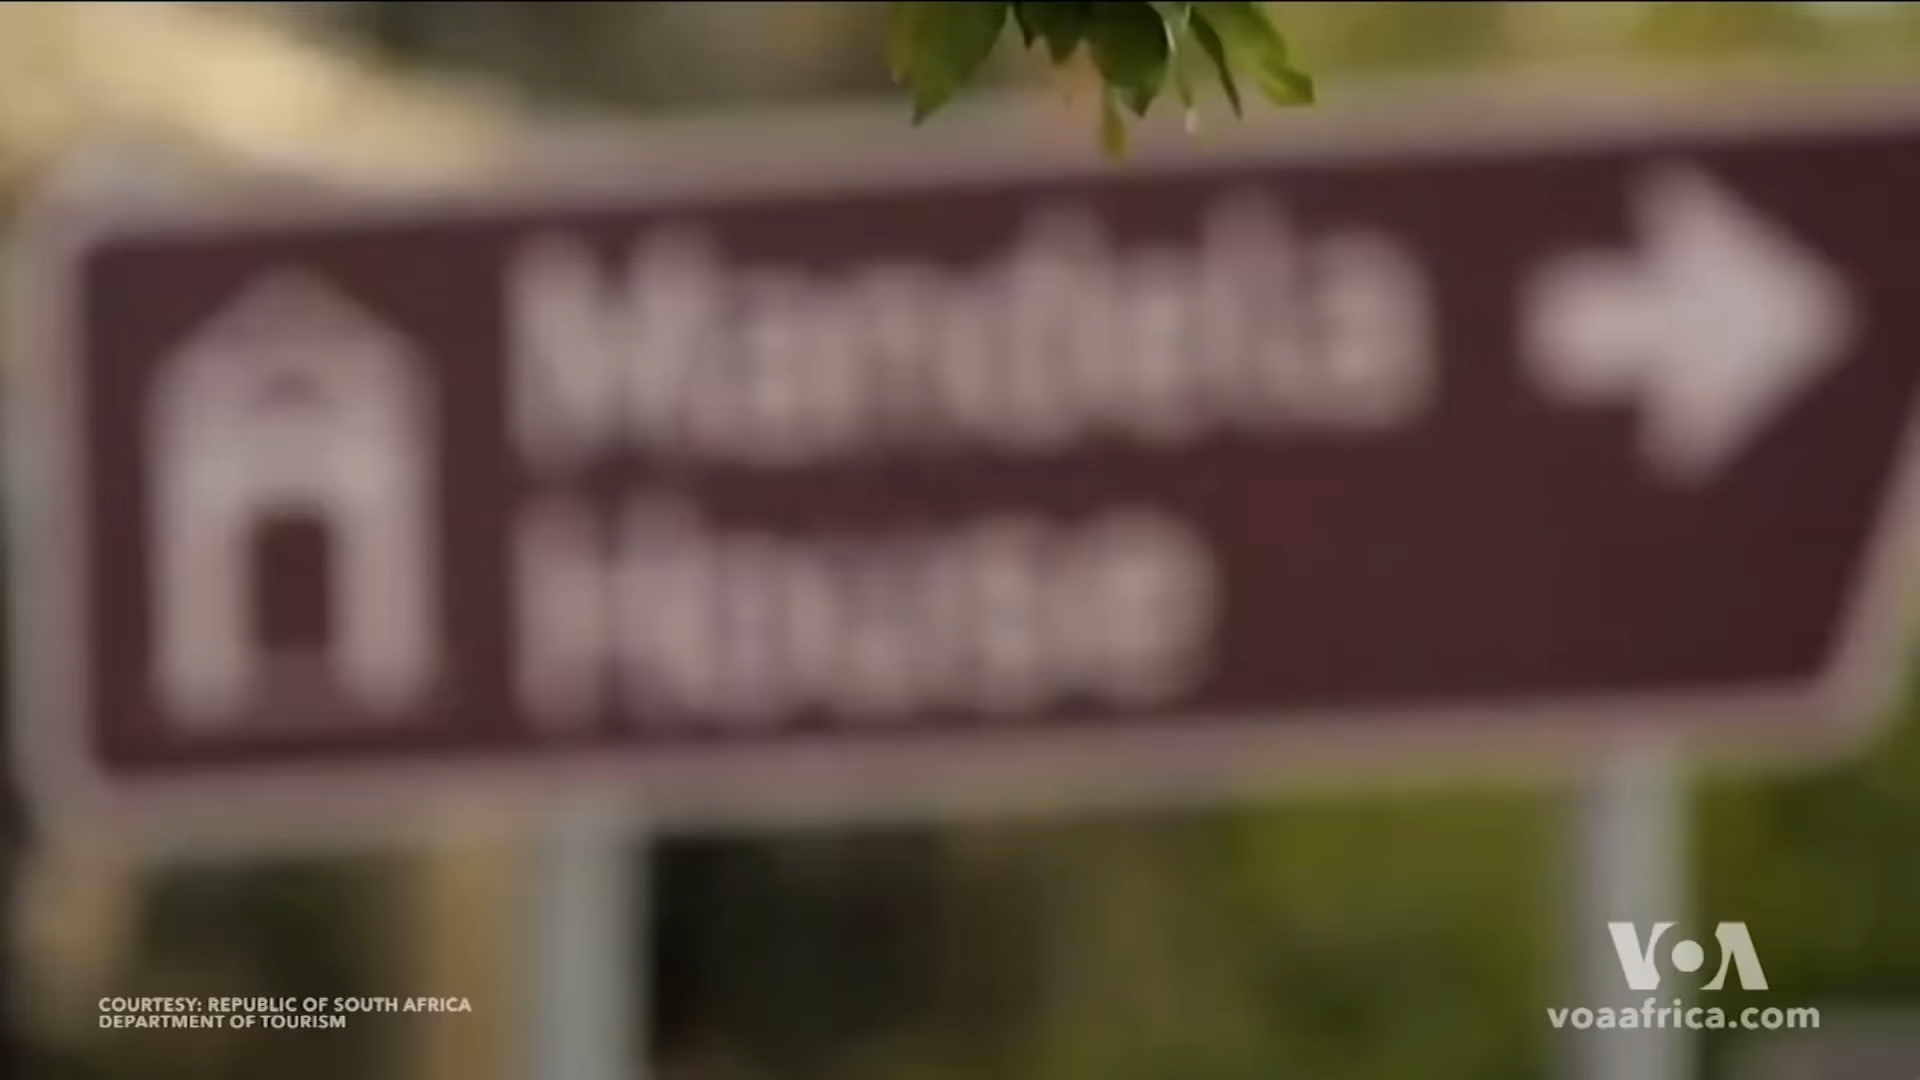 Mandela
House
COURTESY: REPUBLIC OF SOUTH AFRICA
DEPARTMENT OF TOURISM
VOA
voaafrica.com